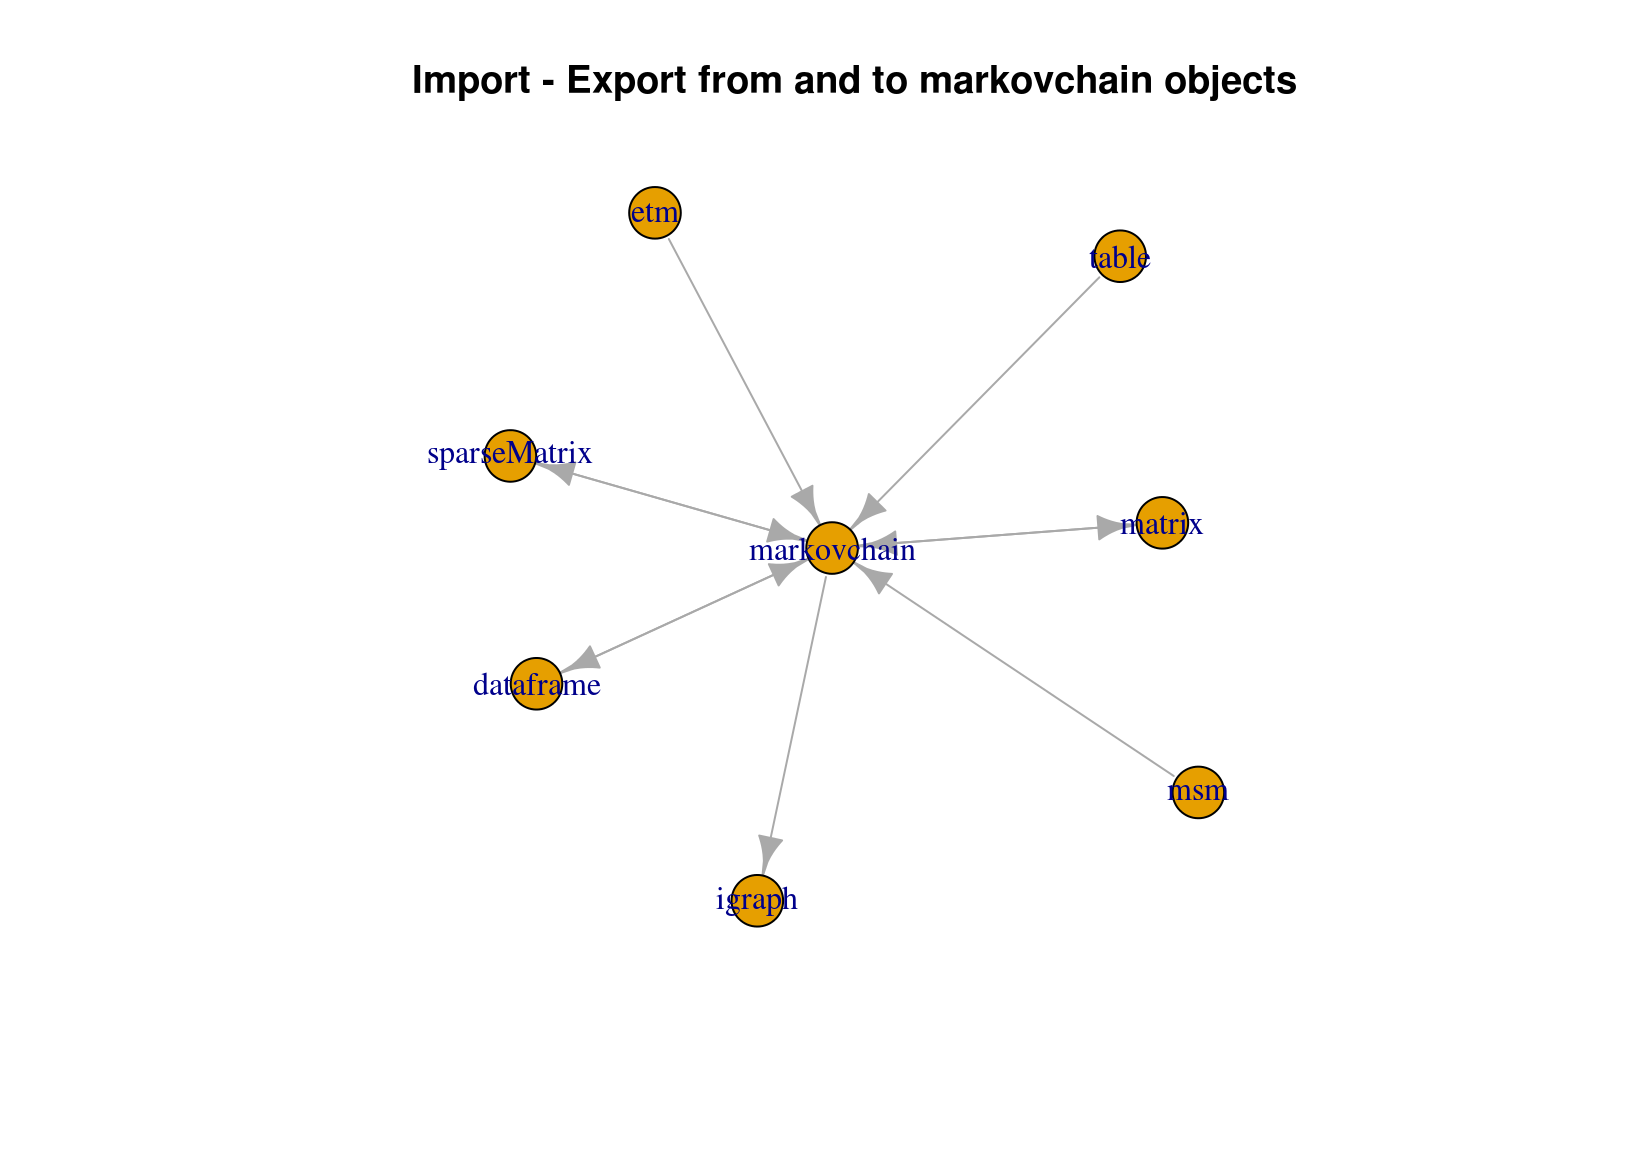 Import - Export from and to markovchain objects
etm
table
sparseMatrix
matrix
markovchain
dataframe
msm
igraph